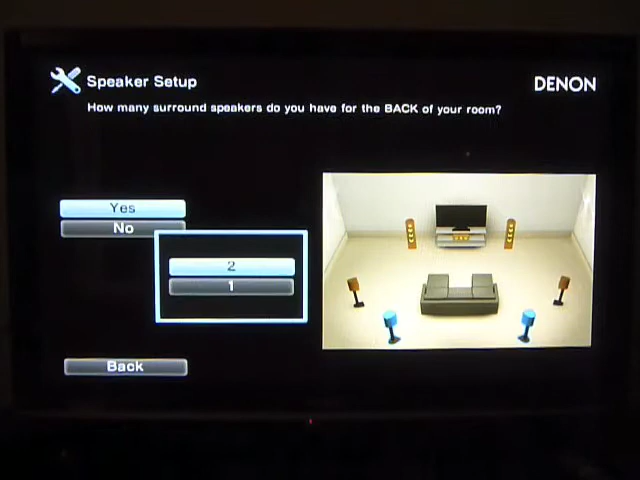 Speaker Setup
DENON
How many surround speakers do you have for the BACK of your room?
Yes
No
2
1
Back